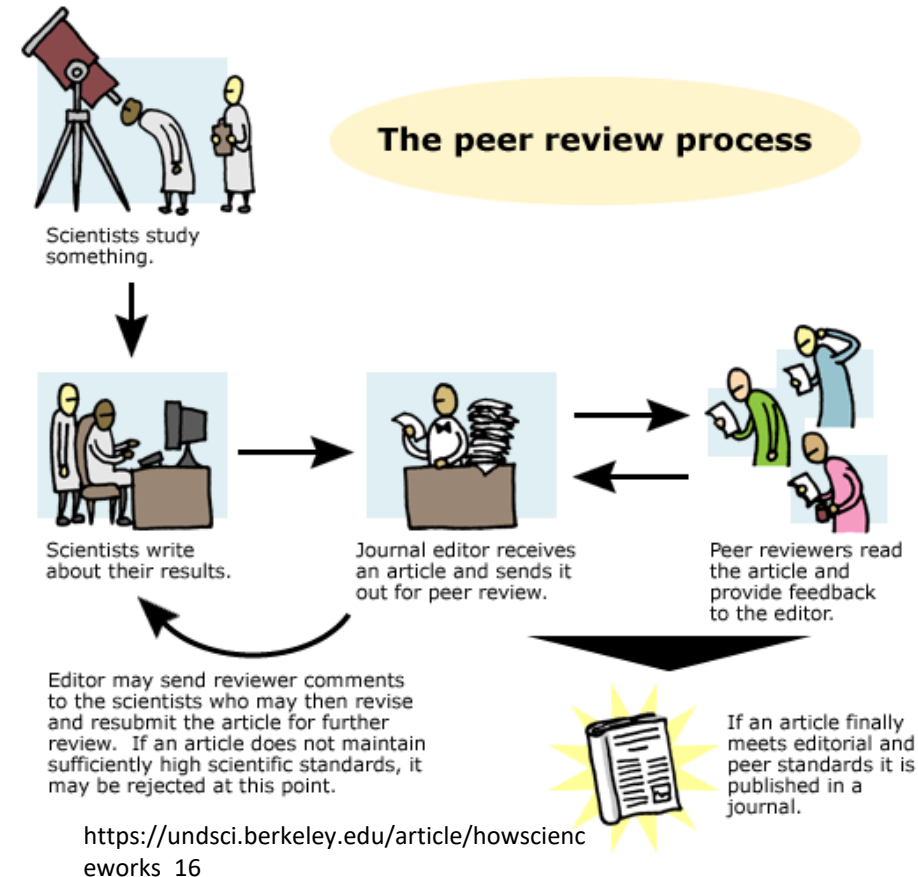 The peer review process
Scientists study
something.
Scientists write
about their results.
Journal editor receives
an article and sends it
out for peer review.
Peer reviewers read
the article and
provide feedback
to the editor.
Editor may send reviewer comments
to the scientists who may then revise
and resubmit the article for further
review.  If an article does not maintain
sufficiently high scientific standards, it
may be rejected at this point.
If an article finally
meets editorial and
peer standards it is
published in a
journal.
https://undsci.berkeley.edu/article/howscienc
eworks_16